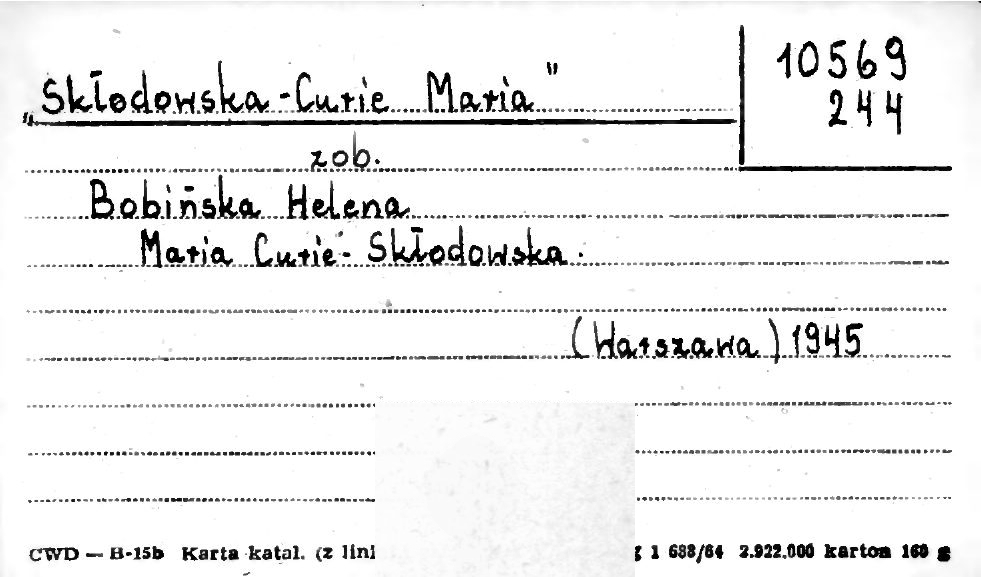 „Skłodowska-Curie Maria"
10569
244
zob.
Bobińska Helena
Maria Curie-Skłodowska.
(Warszawa) 1945
CWD — B-15b Karta katal. (z lini 1 688/64 2.922.000 karton 160 g